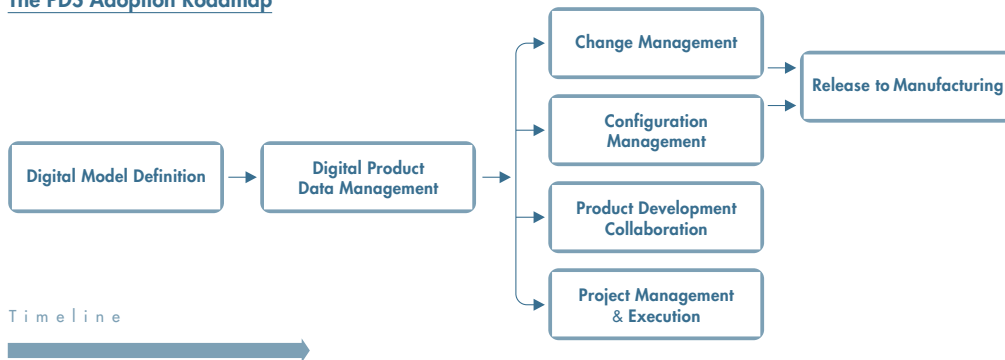 The PDS Adoption Roadmap
Change Management
Release to Manufacturing
Configuration
Management
Digital Model Definition
Digital Product
Data Management
Product Development
Collaboration
Project Management
& Execution
Timeline